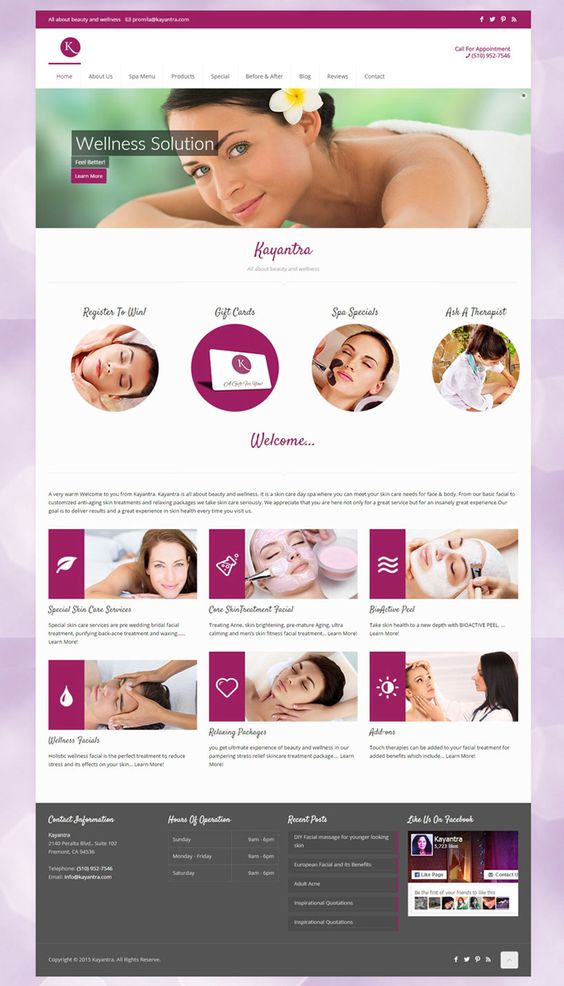 All about beauty and wellness promila@kayantra.com
K
Call For Appointment
(510) 952-7546
Home About Us Spa Menu Products Special Before & After Blog Reviews Contact
Wellness Solution
Feel Better!
Learn More
Kayantra
All about beauty and wellness
Register To Win! Gift Cards Spa Specials Ask A Therapist
K
A Gift For You!
Welcome...
A very warm Welcome to you from Kayantra. Kayantra is all about beauty and wellness. It is a skin care day spa where you can meet your skin care needs for face & body. From our basic facial to
customized anti-aging skin treatments and relaxing packages we take skin care seriously. We appreciate that you are here not only for a great service but for an insanely great experience.Our
goal is to deliver results and a great experience in skin health every time you visit us.
Special Skin Care Services
Special skin care services are pre wedding bridal facial
treatment, purifying back-acne treatment and waxing.....
Learn More!
Core SkinTreatment Facial
Treating Acne, skin brightening, pre-mature Aging, ultra
calming and men's skin fitness facial treatment... Learn More!
BioActive Peel
Take skin health to a new depth with BIOACTIVE PEEL, ...
Learn More!
Wellness Facials
Holistic wellness facial is the perfect treatment to reduce
stress and its effects on your skin... Learn More!
Relaxing Packages
you get ultimate experience of beauty and wellness in our
pampering stress relief skincare treatment package.... Learn
More!
Add-ons
Touch therapies can be added to your facial treatment for
added benefits which include... Learn More!
Contact Information
Kayantra
2140 Peralta Blvd., Suite 102
Fremont, CA 94536
Telephone: (510) 952-7546
Email: Info@kayantra.com
Hours Of Operation
Sunday 9am - 6pm
Monday - Friday 9am - 6pm
Saturday 9am - 6pm
Recent Posts
DIY Facial massage for younger looking
skin
European Facial and Its Benefits
Adult Acne
Inspirational Quotations
Inspirational Quotations
Like Us On Facebook
Kayantra
5,723 likes
Like Page Contact U
Be the first of your friends to like this
Copyright © 2015 Kayantra. All Rights Reserve.